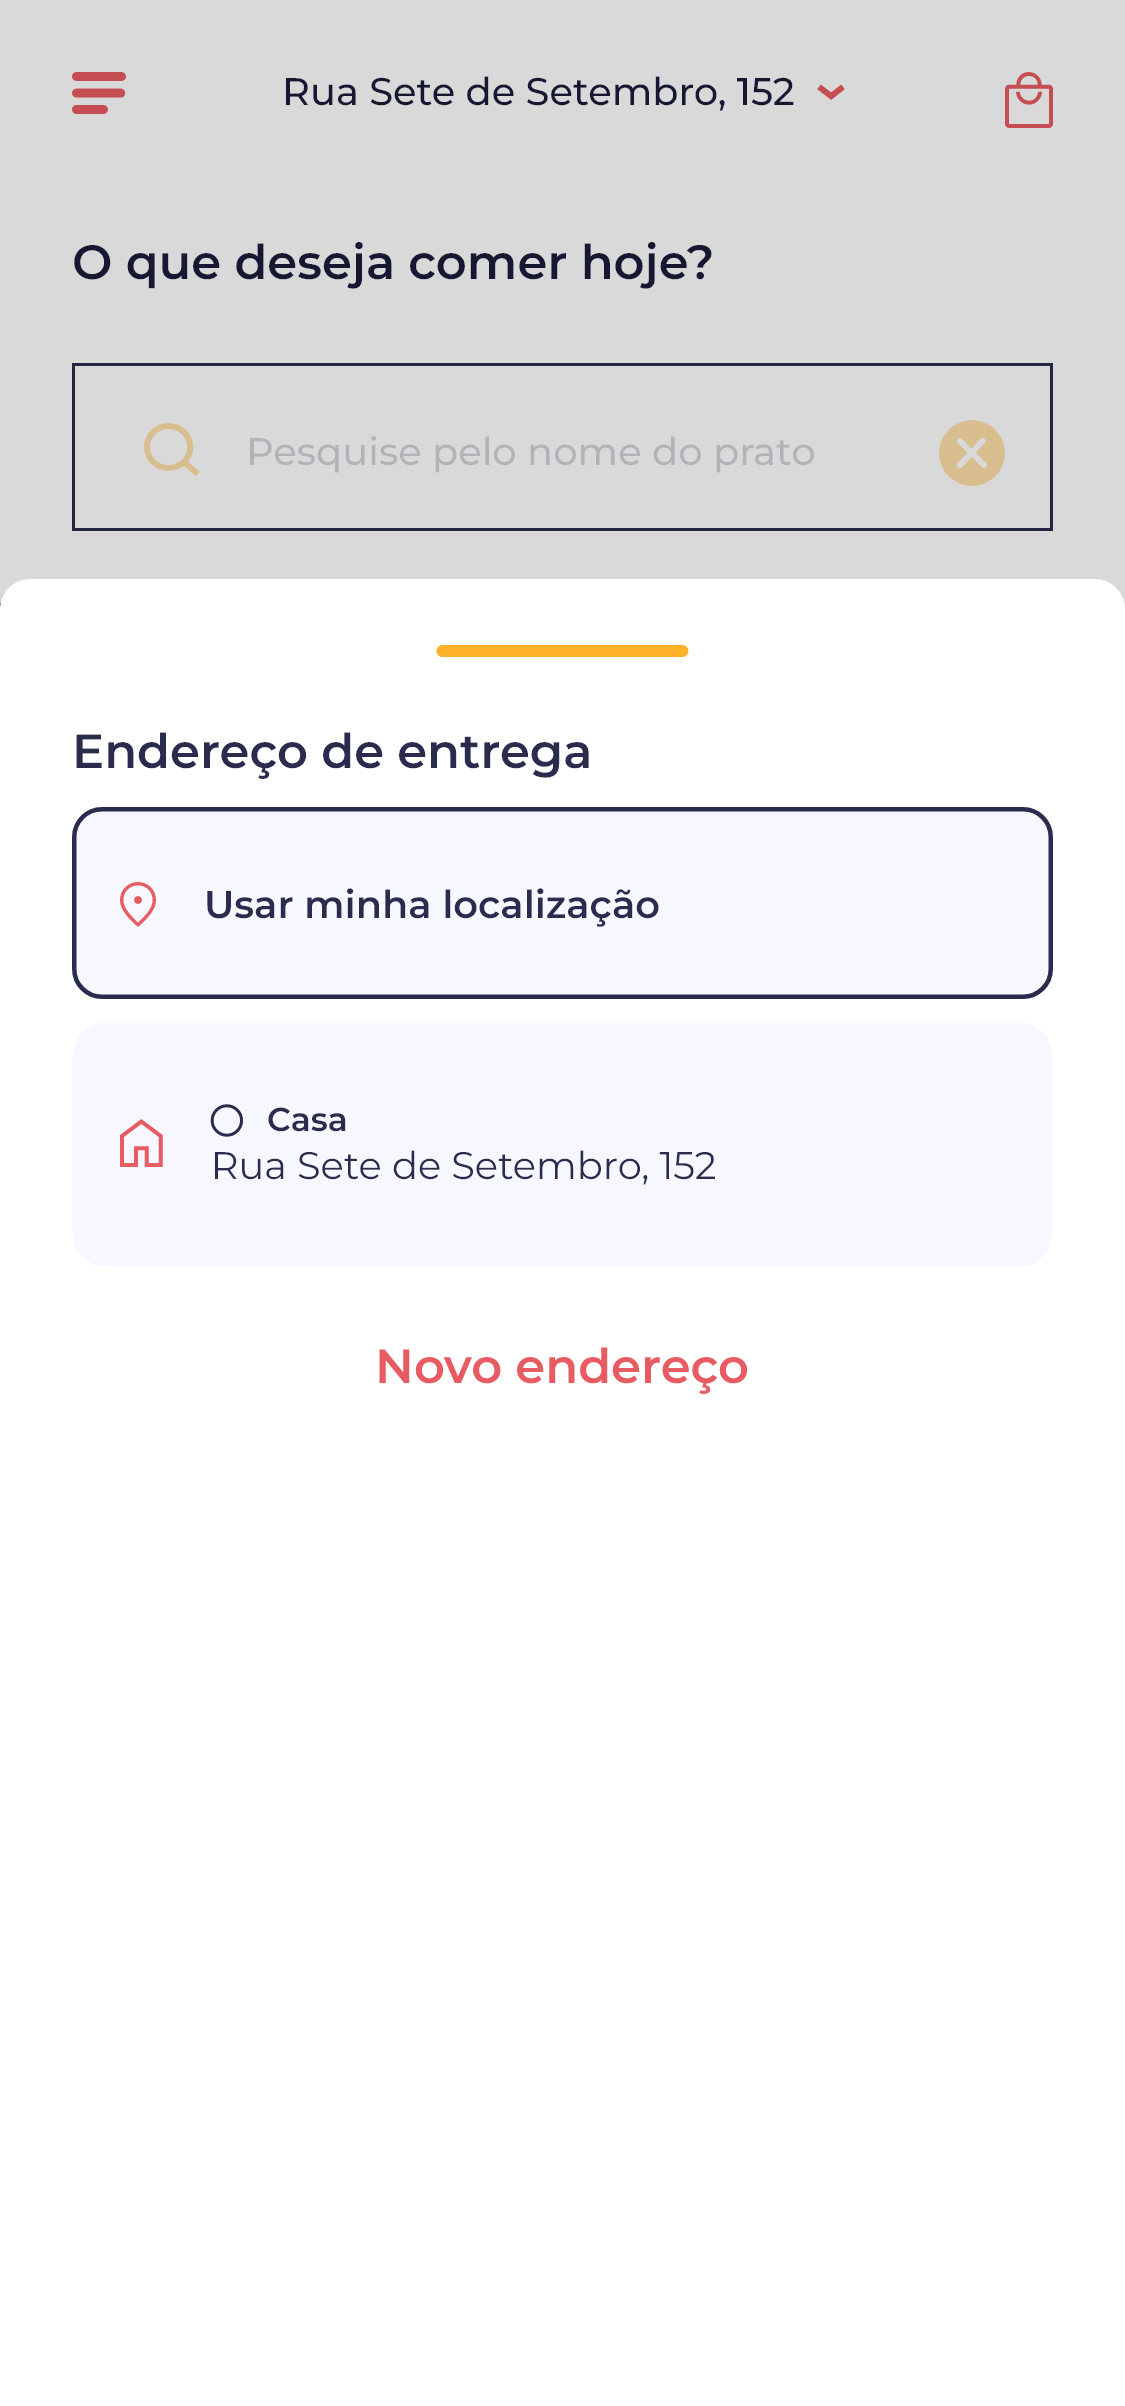 Rua Sete de Setembro, 152
O que deseja comer hoje?
Pesquise pelo nome do prato
Endereço de entrega
Usar minha localização
Casa
Rua Sete de Setembro, 152
Novo endereço